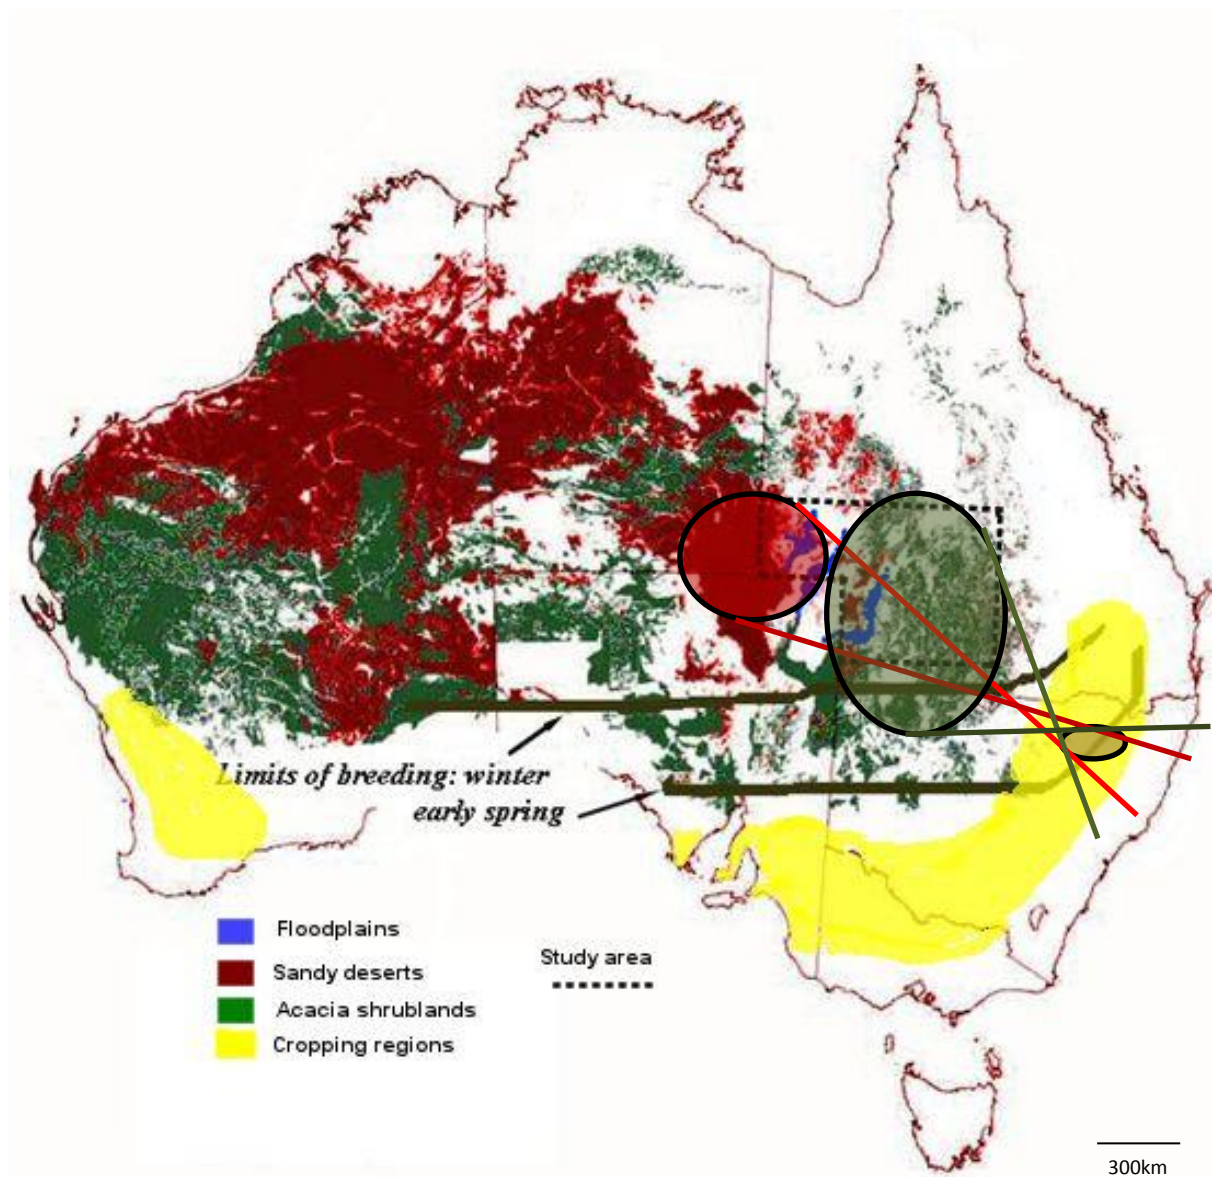 Limits of breeding: winter
early spring
Floodplains
Sandy deserts
Acacia shrublands
Cropping regions
Study area
300km